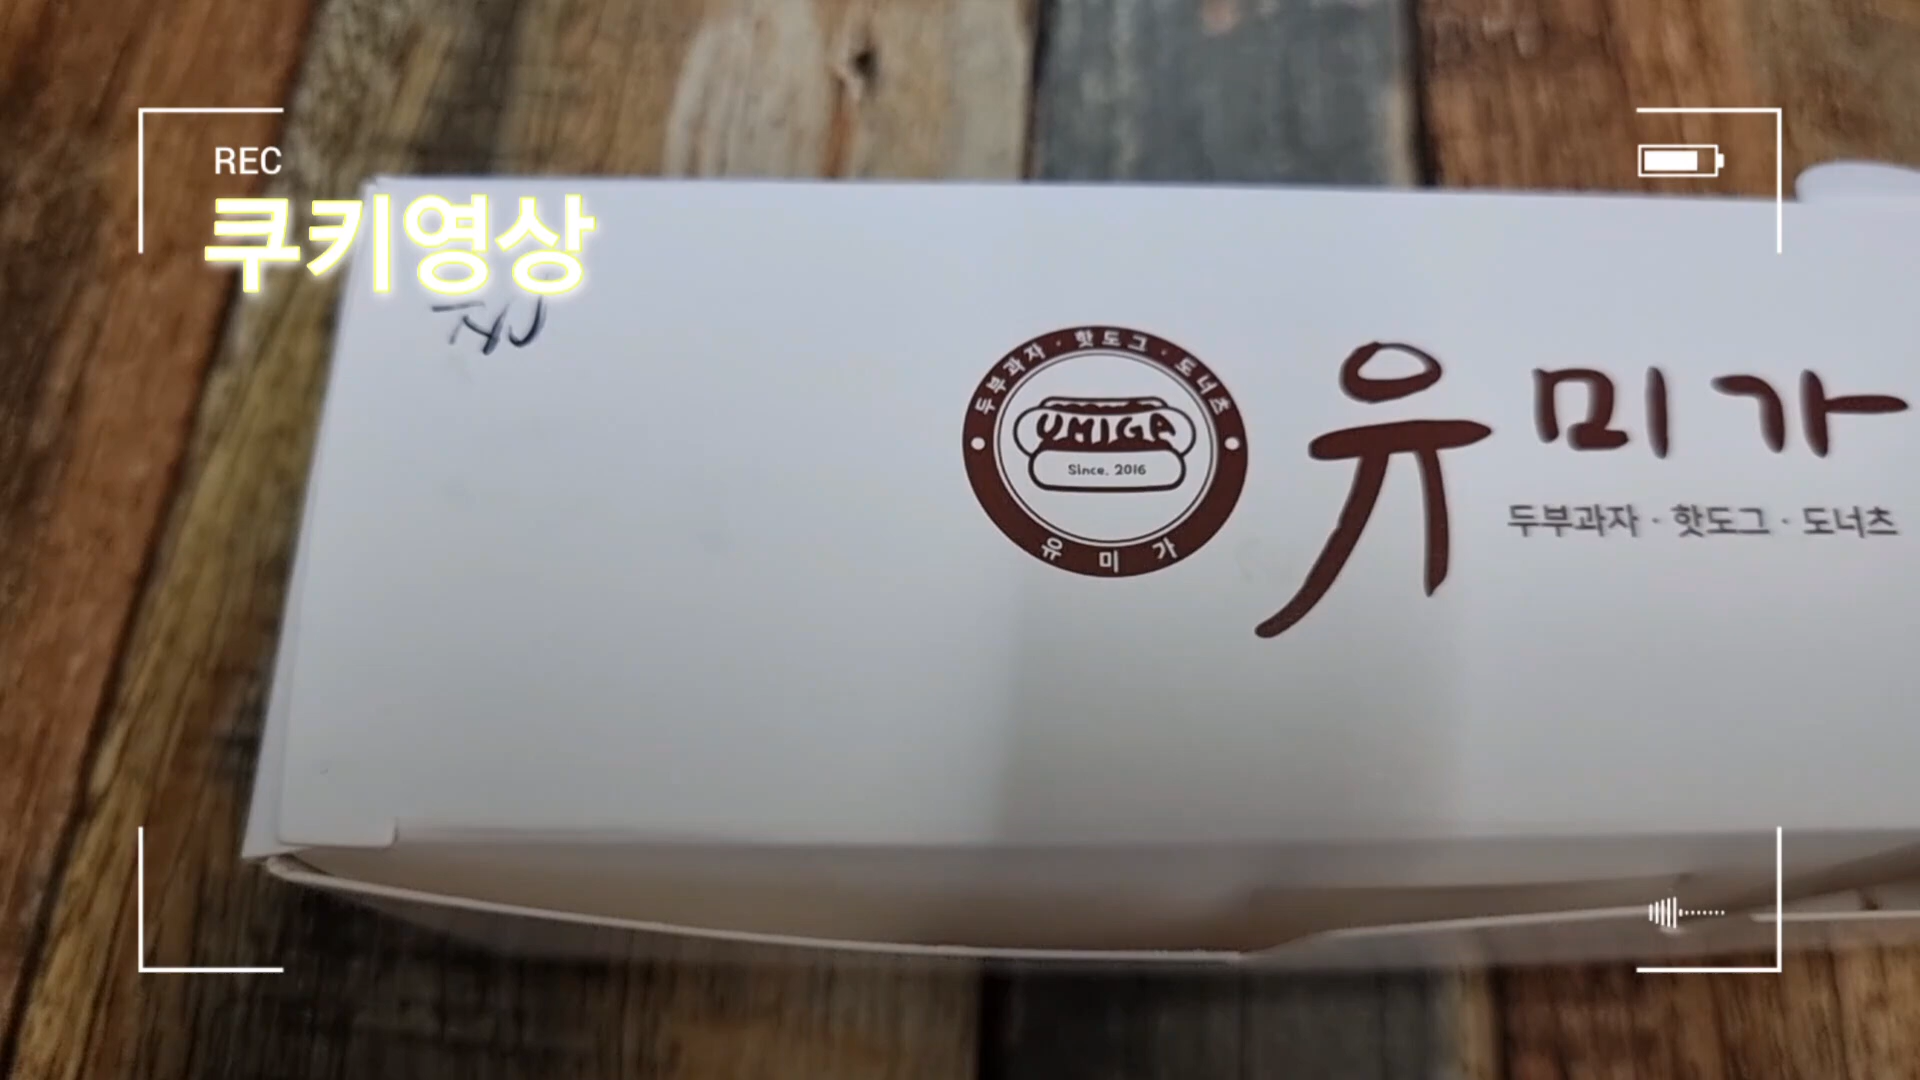 REC
쿠키영상
두부과자 · 핫도그 · 도너츠
UMIGA
Since. 2016
유미가
유미가
두부과자 · 핫도그 · 도너츠